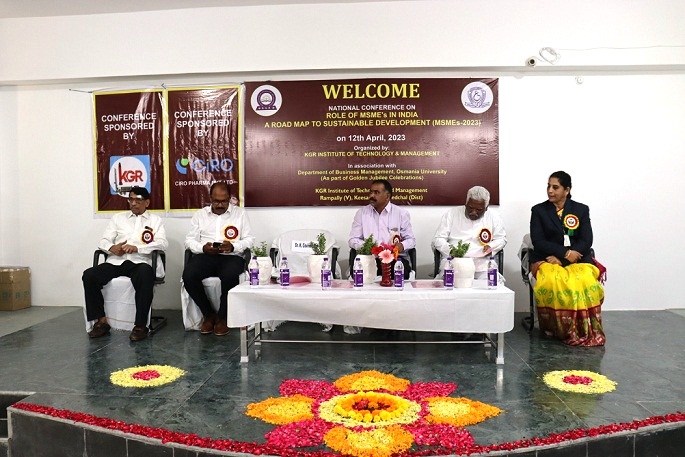 CONFERENCE
SPONSORED
BY
KGR
CONFERENCE
SPONSORED
BY
CIRO
CIRO PHARMA
WELCOME
NATIONAL CONFERENCE ON
ROLE OF MSME's IN INDIA
A ROAD MAP TO SUSTAINABLE DEVELOPMENT (MSMEs-2023)
on 12th April, 2023
Organized by:
KGR INSTITUTE OF TECHNOLOGY & MANAGEMENT
In association with
Department of Business Management, Osmania University
(As part of Golden Jubilee Celebrations)
KGR Institute of Management
Rampally (V),